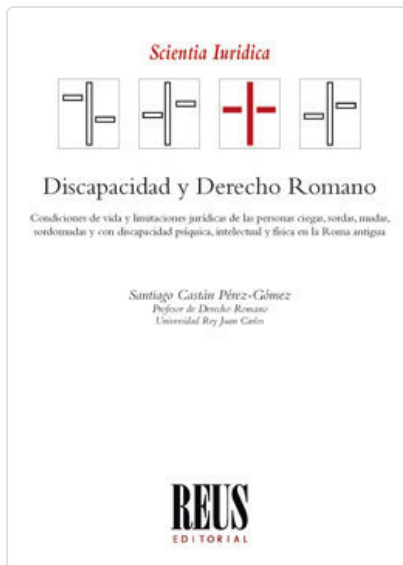 Scientia Iuridica
Discapacidad y Derecho Romano
Condiciones de vida y limitaciones jurídicas de las personas ciegas, sordas, mudas,
sordomudas y con discapacidad psíquica, intelectual y física en la Roma antigua
Santiago Castán Pérez-Gómez
Profesor de Derecho Romano
Universidad Rey Juan Carlos
REUS
EDITORIAL